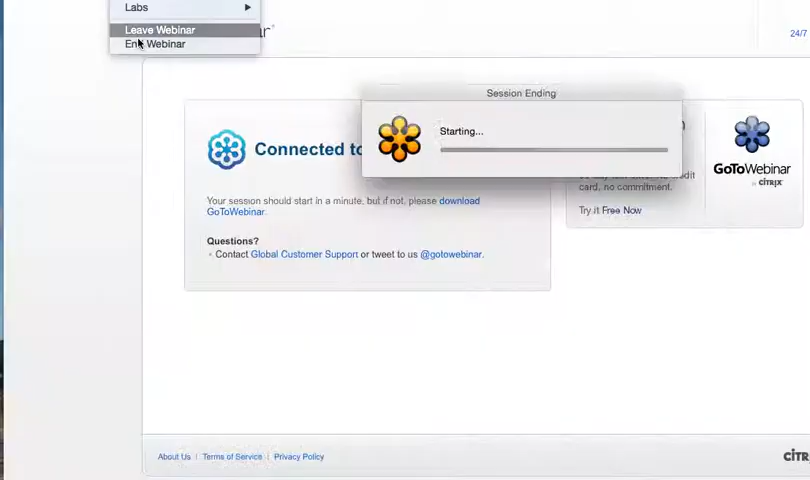 Labs
Leave Webinar
End Webinar
24/7
Session Ending
Starting...
Connected to
Your session should start in a minute, but if not, please download
GoToWebinar.
Questions?
Contact Global Customer Support or tweet to us @gotowebinar.
card, no commitment.
Try it Free Now
GoToWebinar
by CITRIX
About Us | Terms of Service | Privacy Policy